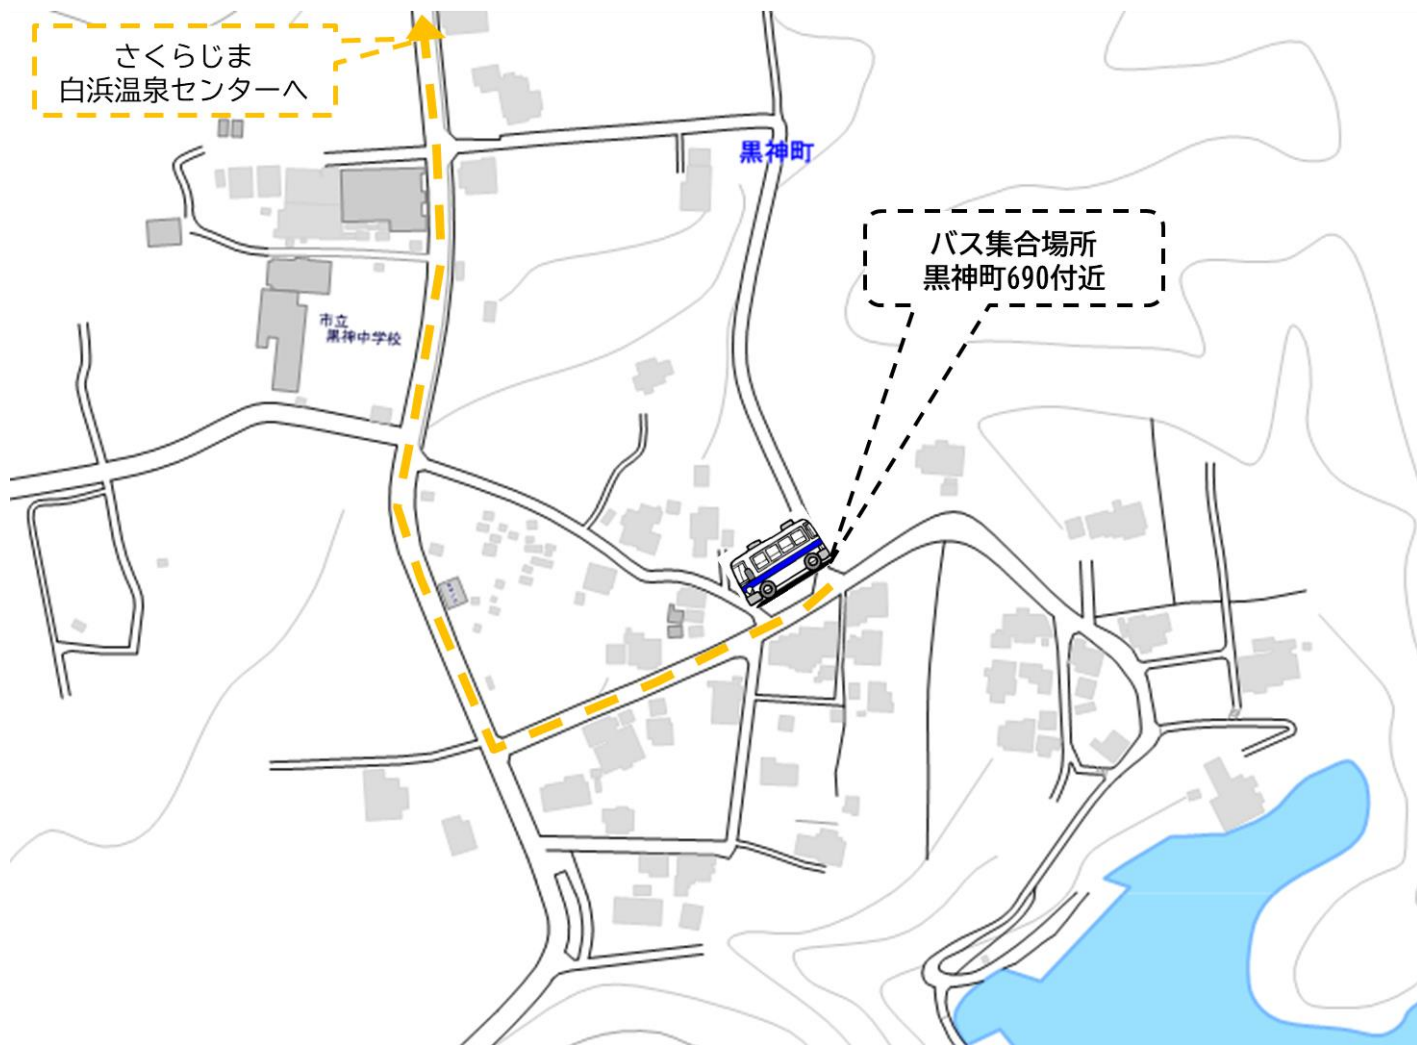 さくらじま
白浜温泉センターへ
黒神町
バス集合場所
黒神町690付近
市立
黒神中学校